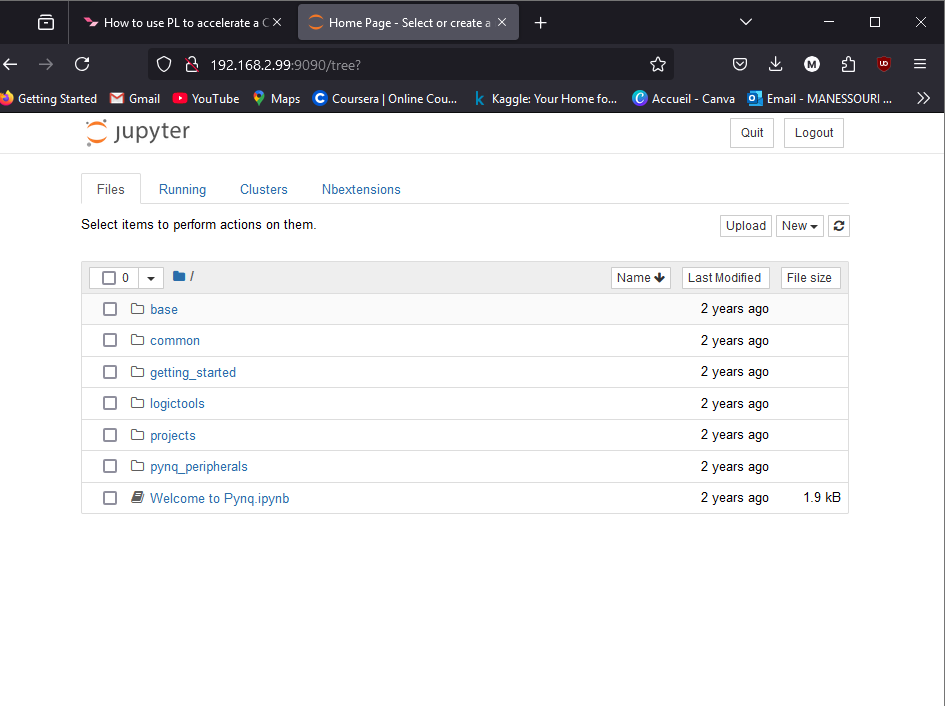 How to use PL to accelerate a C
Home Page - Select or create a
192.168.2.99:9090/tree?
M
UD
Getting Started Gmail YouTube Maps Coursera | Online Cou... Kaggle: Your Home fo... Accueil - Canva Email - MANESSOURI ...
jupyter
Quit Logout
Files Running Clusters Nbextensions
Select items to perform actions on them.
Upload New
0 / Name Last Modified File size
base 2 years ago
common 2 years ago
getting_started 2 years ago
logictools 2 years ago
projects 2 years ago
pynq_peripherals 2 years ago
Welcome to Pynq.ipynb 2 years ago 1.9 kB